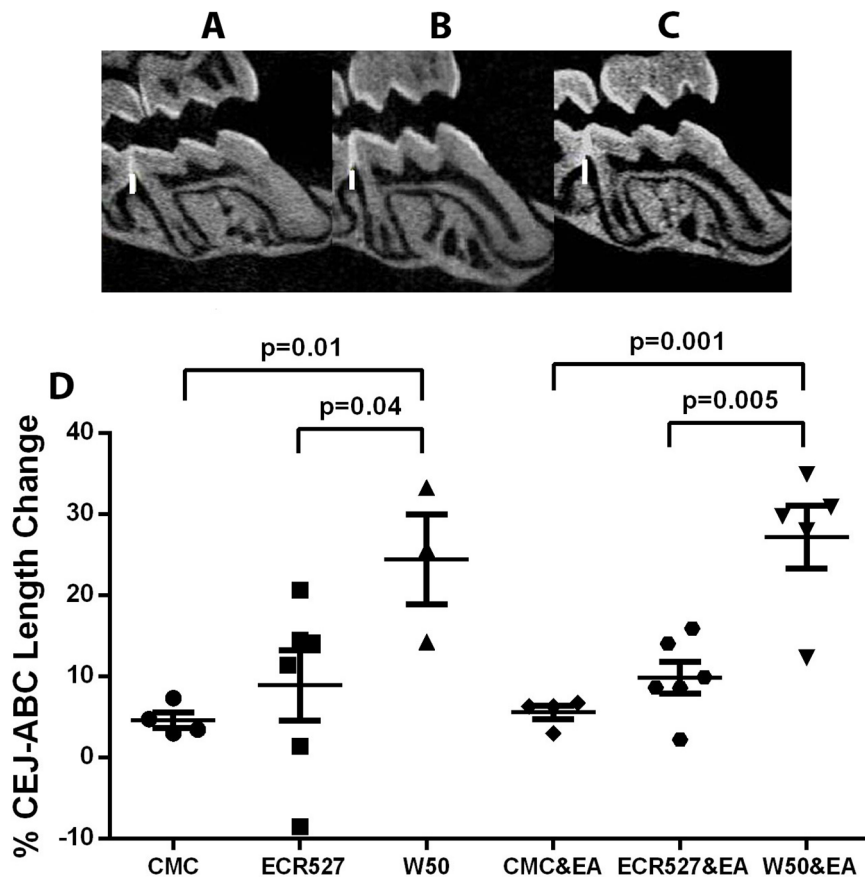 A B C
D
p=0.01
p=0.001
p=0.04
p=0.005
% CEJ-ABC Length Change
40
30
20
10
0
-10
CMC ECR527 W50 CMC&EA ECR527&EA W50&EA